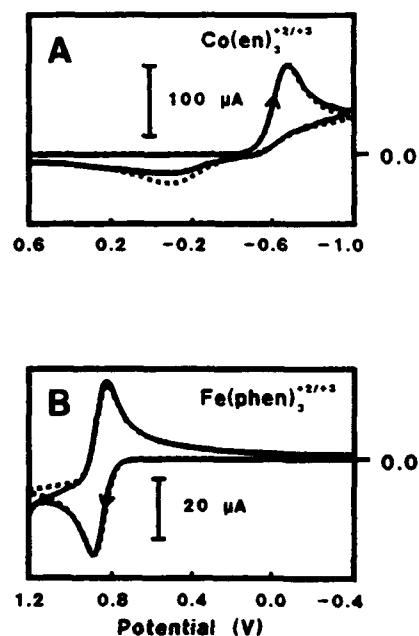 A
Co(en)₃⁺²/⁺³
100 μA
0.0
0.6 0.2 -0.2 -0.6 -1.0
B
Fe(phen)₃⁺²/⁺³
0.0
20 μA
1.2 0.8 0.4 0.0 -0.4
Potential (V)